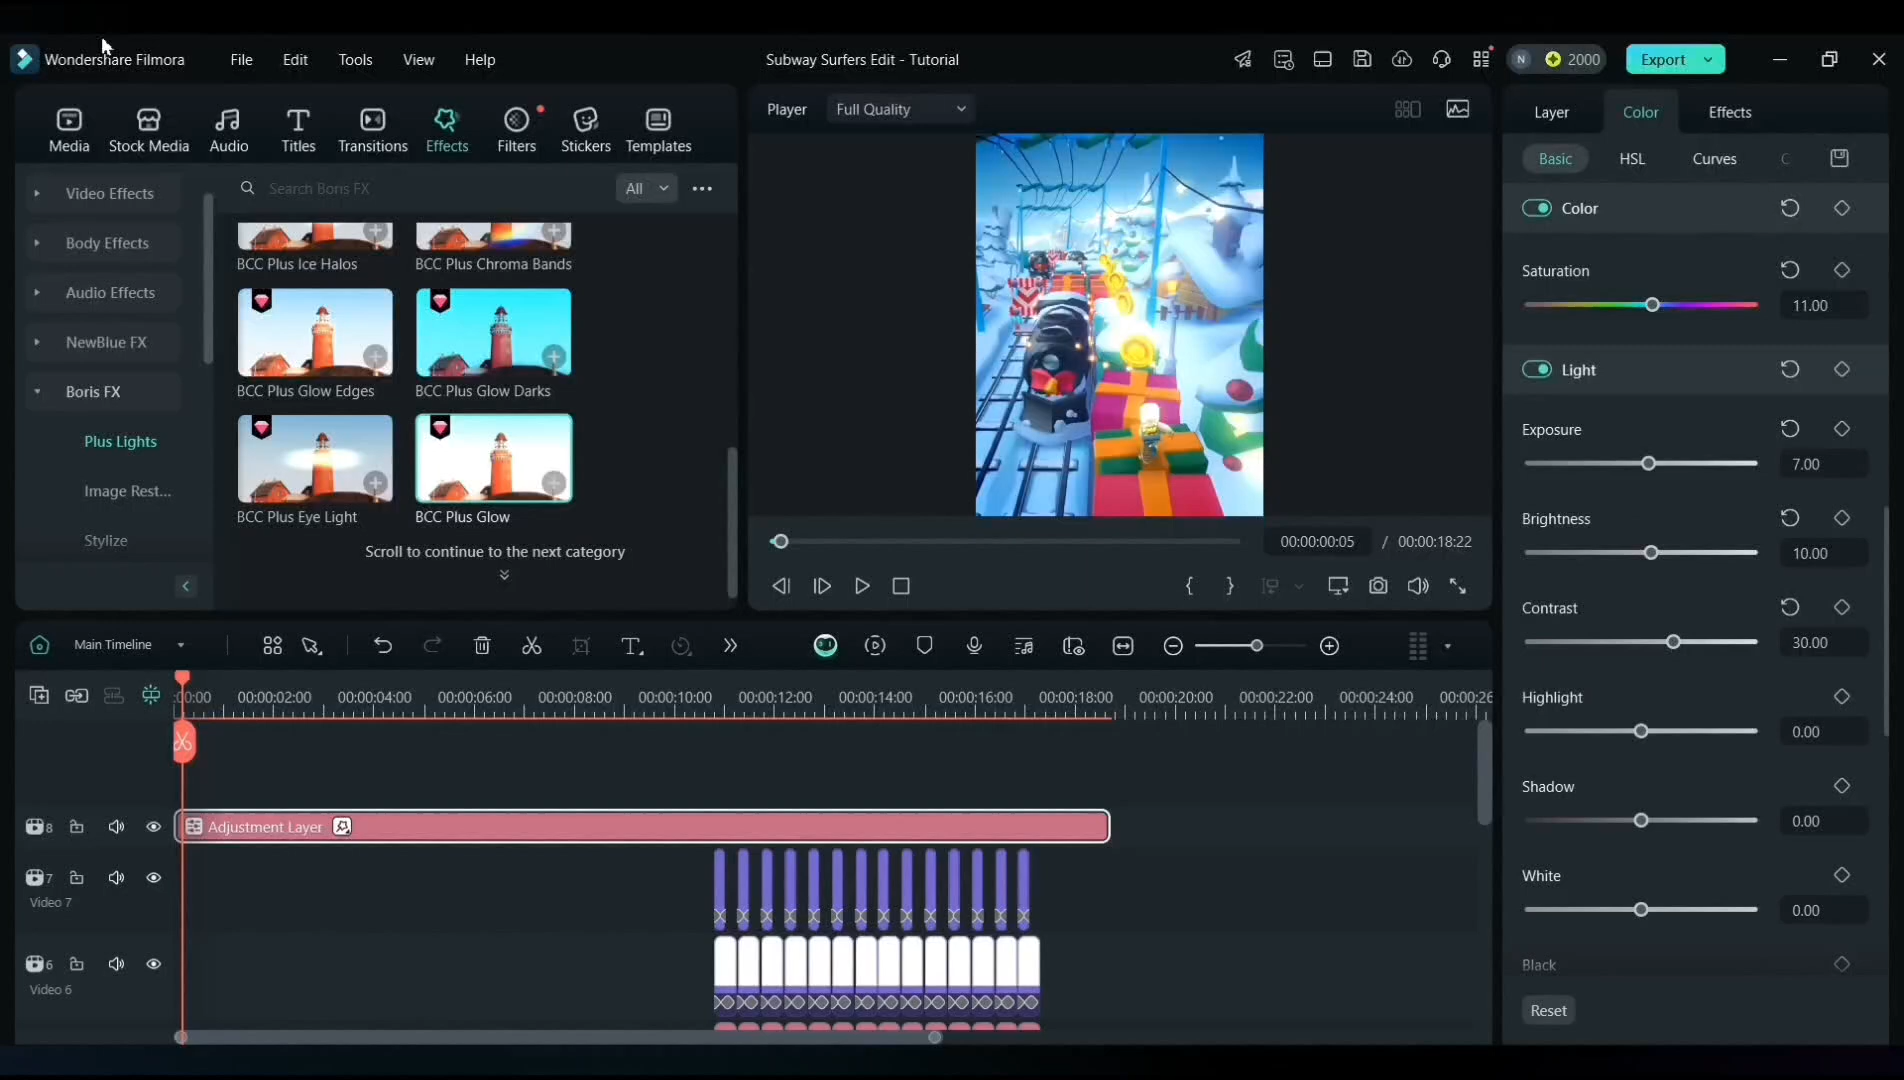 Wondershare Filmora
File
Edit
Tools
View
Help
Subway Surfers Edit - Tutorial
N
2000
Export
Media
Stock Media
Audio
Titles
Transitions
Effects
Filters
Stickers
Templates
Video Effects
Body Effects
Audio Effects
NewBlue FX
Boris FX
Plus Lights
Image Rest...
Stylize
Search Boris FX
All
BCC Plus Ice Halos
BCC Plus Chroma Bands
BCC Plus Glow Edges
BCC Plus Glow Darks
BCC Plus Eye Light
BCC Plus Glow
Scroll to continue to the next category
Player
Full Quality
00:00:00:05
/
00:00:18:22
{
}
Layer
Color
Effects
Basic
HSL
Curves
C
Color
Saturation
11.00
Light
Exposure
7.00
Brightness
10.00
Contrast
30.00
Highlight
0.00
Shadow
0.00
White
0.00
Black
Reset
Main Timeline
:00:00
00:00:02:00
00:00:04:00
00:00:06:00
00:00:08:00
00:00:10:00
00:00:12:00
00:00:14:00
00:00:16:00
00:00:18:00
00:00:20:00
00:00:22:00
00:00:24:00
00:00:26
8
Adjustment Layer
7
Video 7
6
Video 6